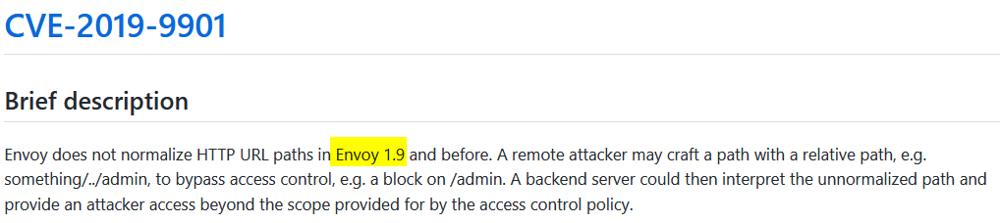 CVE-2019-9901
Brief description
Envoy does not normalize HTTP URL paths in Envoy 1.9 and before. A remote attacker may craft a path with a relative path, e.g.
something/../admin, to bypass access control, e.g. a block on /admin. A backend server could then interpret the unnormalized path and
provide an attacker access beyond the scope provided for by the access control policy.